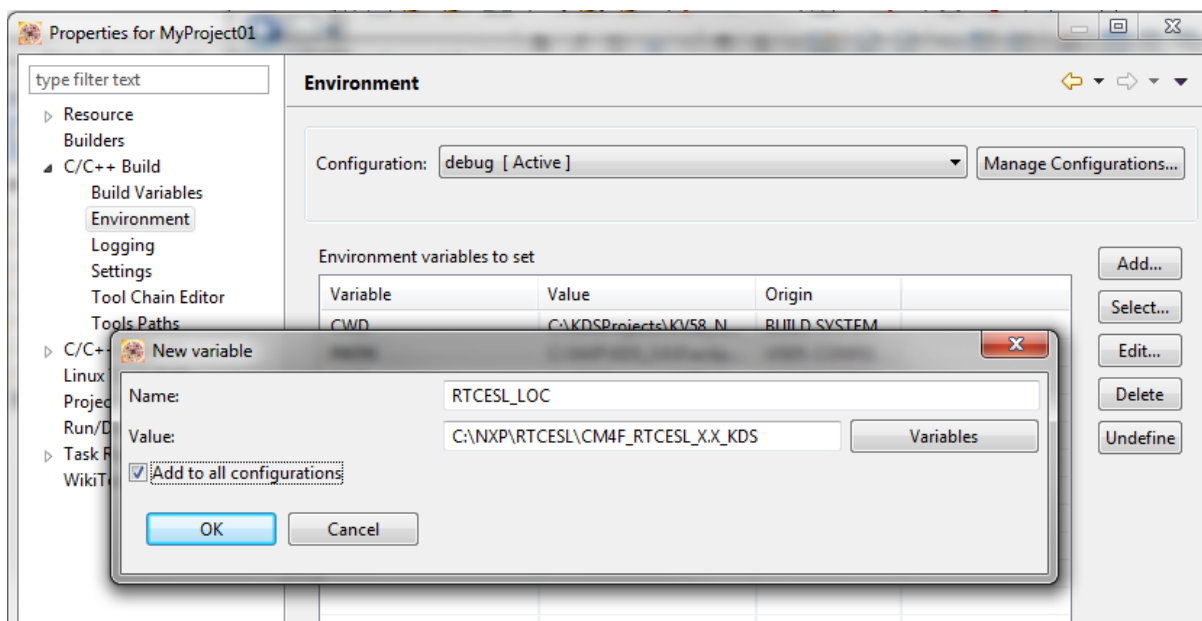 Properties for MyProject01
type filter text
Environment
Resource
Builders
C/C++ Build
Build Variables
Environment
Logging
Settings
Tool Chain Editor
Tools Paths
C/C+
Linux
Projec
Run/D
Task R
WikiT
Configuration: debug [ Active ] Manage Configurations...
Environment variables to set
Variable Value Origin
CWD C:\KDSProjects\KV58_N... BUILD SYSTEM
Add...
Select...
Edit...
Delete
Undefine
New variable
Name: RTCESL_LOC
Value: C:\NXP\RTCESL\CM4F_RTCESL_X.X_KDS Variables
Add to all configurations
OK Cancel